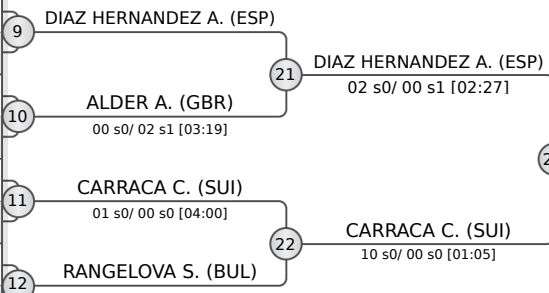 9
DIAZ HERNANDEZ A. (ESP)
21
DIAZ HERNANDEZ A. (ESP)
02 s0/ 00 s1 [02:27]
10
ALDER A. (GBR)
00 s0/ 02 s1 [03:19]
11
CARRACA C. (SUI)
01 s0/ 00 s0 [04:00]
22
CARRACA C. (SUI)
10 s0/ 00 s0 [01:05]
12
RANGELOVA S. (BUL)